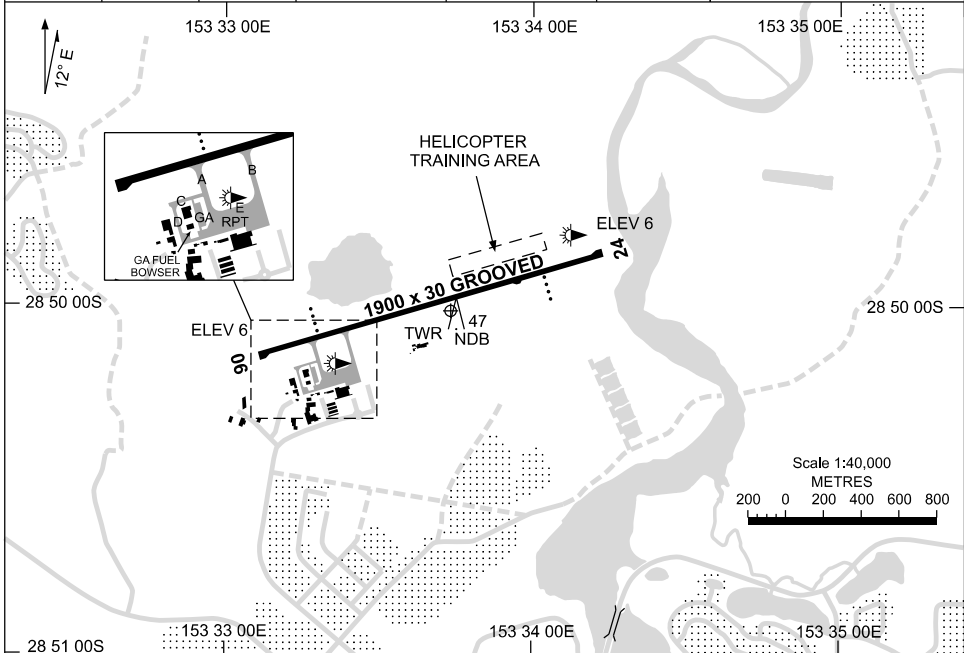 153 33 00E
153 34 00E
153 35 00E
12° E
HELICOPTER
TRAINING AREA
A
B
C
D
GA
E
RPT
GA FUEL
BOWSER
ELEV 6
24
28 50 00S
1900 x 30 GROOVED
28 50 00S
ELEV 6
47
TWR
NDB
06
Scale 1:40,000
METRES
200 0 200 400 600 800
153 33 00E
153 34 00E
153 35 00E
28 51 00S